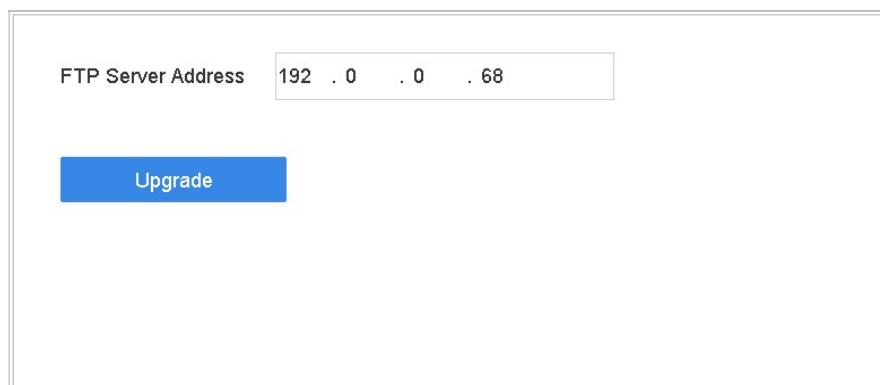 FTP Server Address 192 . 0 . 0 . 68
Upgrade